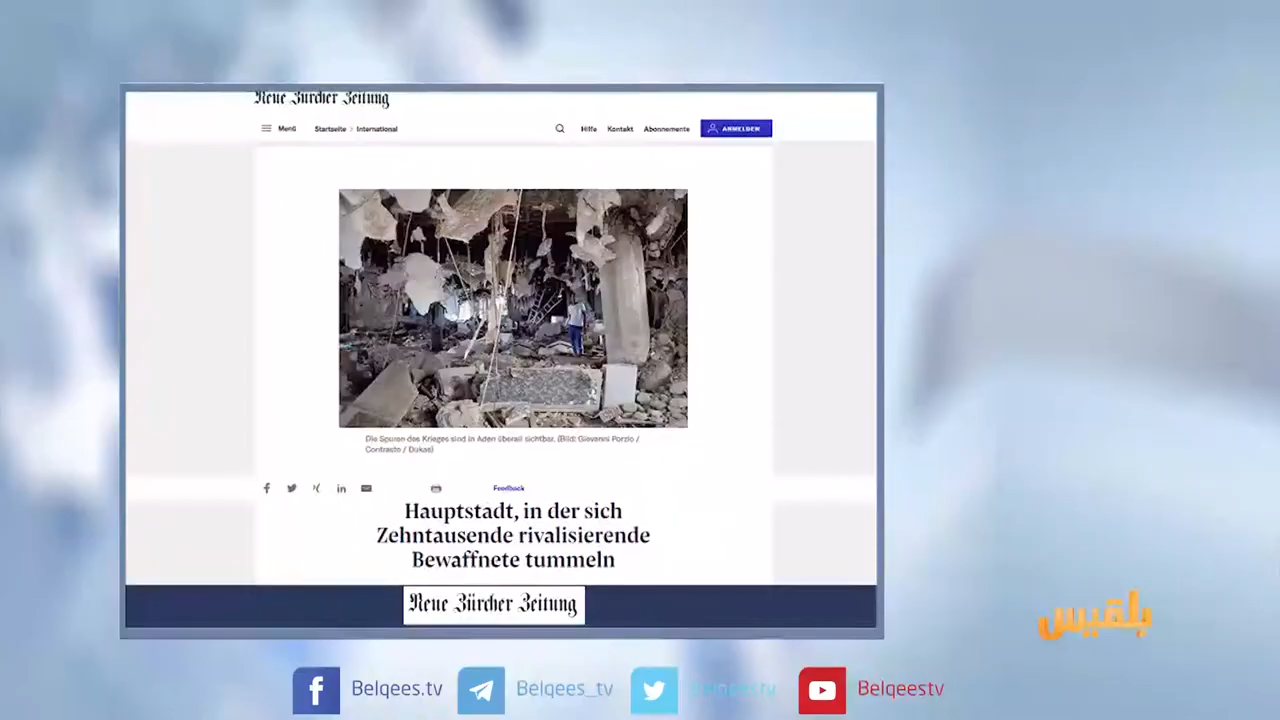 Neue Zürcher Zeitung
Menü Startseite › International Hilfe Kontakt Abonnemente ANMELDEN
Die Spuren des Krieges sind in Aden überall sichtbar. (Bild: Giovanni Porzio /
Contrasto / Dukas)
Feedback
Hauptstadt, in der sich
Zehntausende rivalisierende
Bewaffnete tummeln
Neue Zürcher Zeitung
بلقيس
Belqees.tv Belqees_tv Belqeestv